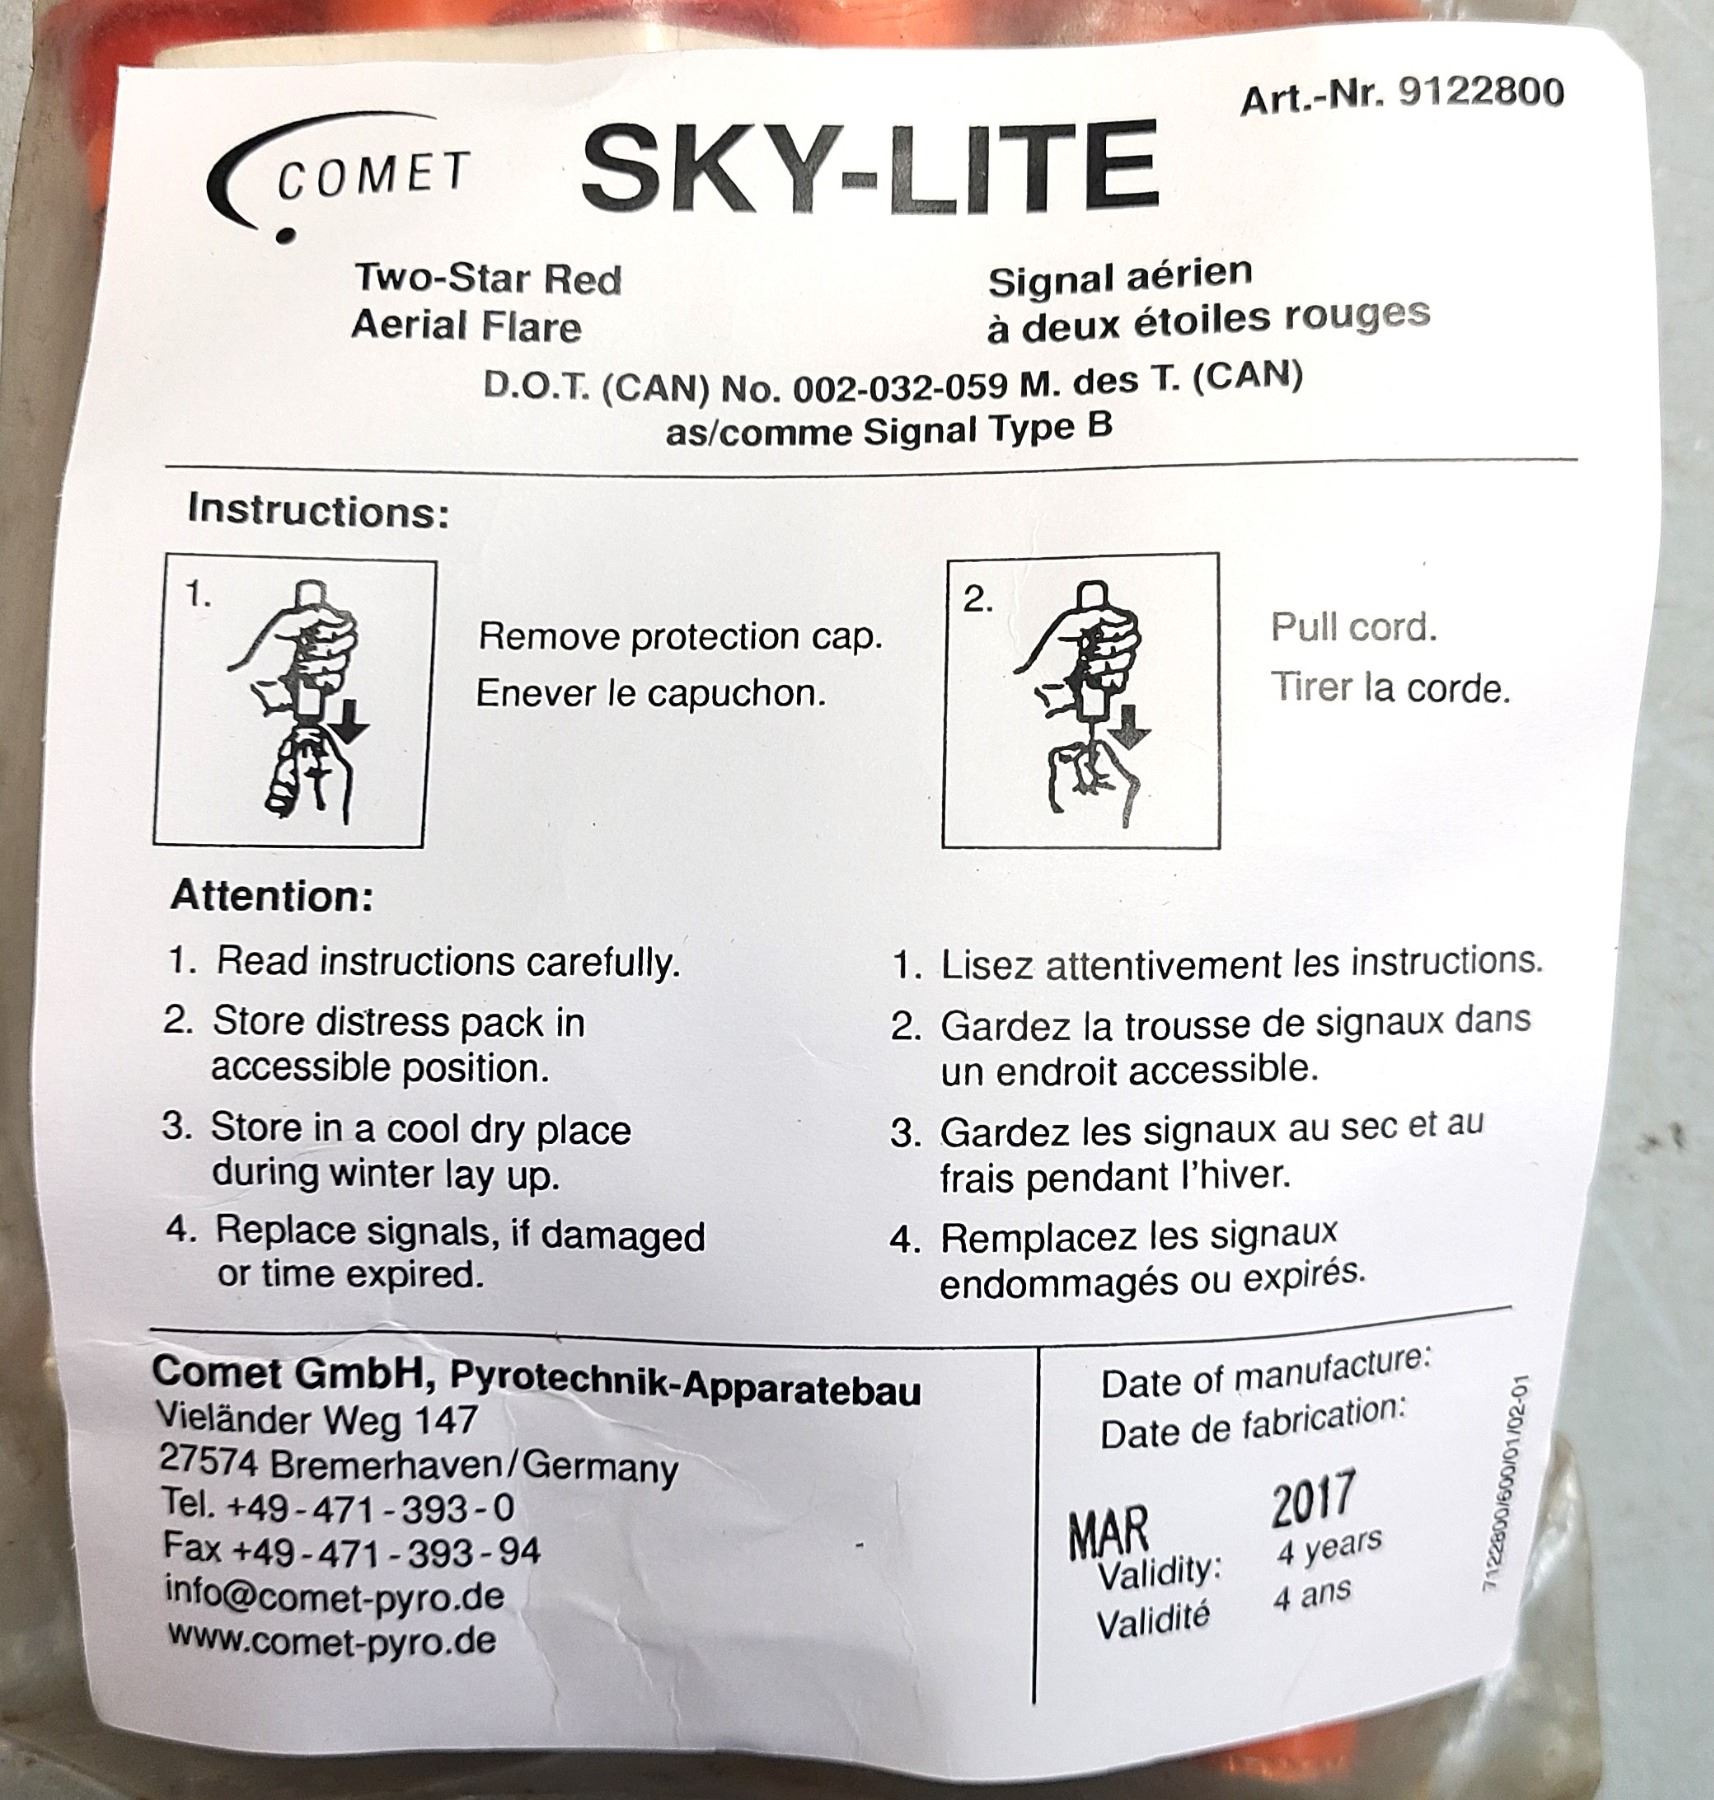 Art.-Nr. 9122800
COMET
SKY-LITE
Two-Star Red
Aerial Flare
Signal aérien
à deux étoiles rouges
D.O.T. (CAN) No. 002-032-059 M. des T. (CAN)
as/comme Signal Type B
Instructions:
1.
Remove protection cap.
Enever le capuchon.
2.
Pull cord.
Tirer la corde.
Attention:
1. Read instructions carefully.
2. Store distress pack in
accessible position.
3. Store in a cool dry place
during winter lay up.
4. Replace signals, if damaged
or time expired.
1. Lisez attentivement les instructions.
2. Gardez la trousse de signaux dans
un endroit accessible.
3. Gardez les signaux au sec et au
frais pendant l'hiver.
4. Remplacez les signaux
endommagés ou expirés.
Comet GmbH, Pyrotechnik-Apparatebau
Vieländer Weg 147
27574 Bremerhaven/Germany
Tel. +49-471-393-0
Fax +49-471-393-94
info@comet-pyro.de
www.comet-pyro.de
Date of manufacture:
Date de fabrication:
MAR 2017
Validity: 4 years
Validité 4 ans
7122800/600/01/02-01